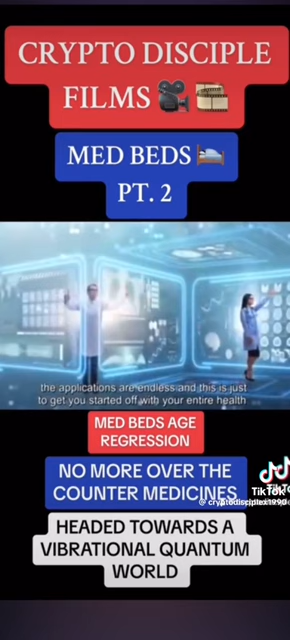 CRYPTO DISCIPLE
FILMS 🎥 🎞️
MED BEDS 🛌
PT. 2
the applications are endless and this is just
to get you started off with your entire health
MED BEDS AGE
REGRESSION
NO MORE OVER THE
COUNTER MEDICINES
TikTok
HEADED TOWARDS A
VIBRATIONAL QUANTUM
WORLD